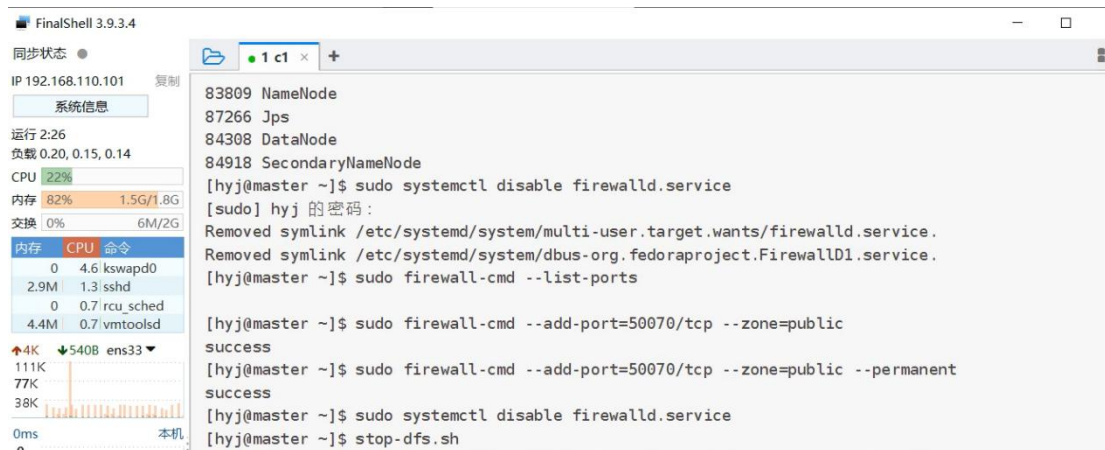 FinalShell 3.9.3.4
同步状态
1 c1
IP 192.168.110.101 复制
系统信息
运行 2:26
负载 0.20, 0.15, 0.14
CPU 22%
内存 82% 1.5G/1.8G
交换 0% 6M/2G
内存 CPU 命令
0 4.6 kswapd0
2.9M 1.3 sshd
0 0.7 rcu_sched
4.4M 0.7 vmtoolsd
4K 540B ens33
111K
77K
38K
0ms 本机
83809 NameNode
87266 Jps
84308 DataNode
84918 SecondaryNameNode
[hyj@master ~]$ sudo systemctl disable firewalld.service
[sudo] hyj 的密码：
Removed symlink /etc/systemd/system/multi-user.target.wants/firewalld.service.
Removed symlink /etc/systemd/system/dbus-org.fedoraproject.FirewallD1.service.
[hyj@master ~]$ sudo firewall-cmd --list-ports
[hyj@master ~]$ sudo firewall-cmd --add-port=50070/tcp --zone=public
success
[hyj@master ~]$ sudo firewall-cmd --add-port=50070/tcp --zone=public --permanent
success
[hyj@master ~]$ sudo systemctl disable firewalld.service
[hyj@master ~]$ stop-dfs.sh